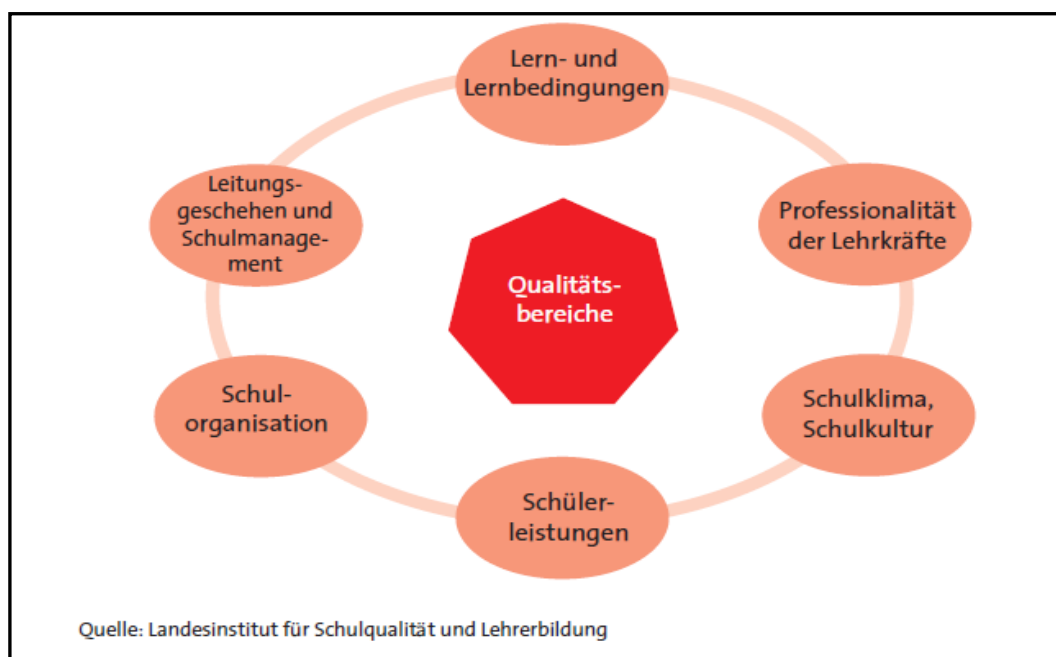 Lern- und
Lernbedingungen
Leitungs-
geschehen und
Schulmanage-
ment
Professionalität
der Lehrkräfte
Qualitäts-
bereiche
Schul-
organisation
Schulklima,
Schulkultur
Schüler-
leistungen
Quelle: Landesinstitut für Schulqualität und Lehrerbildung